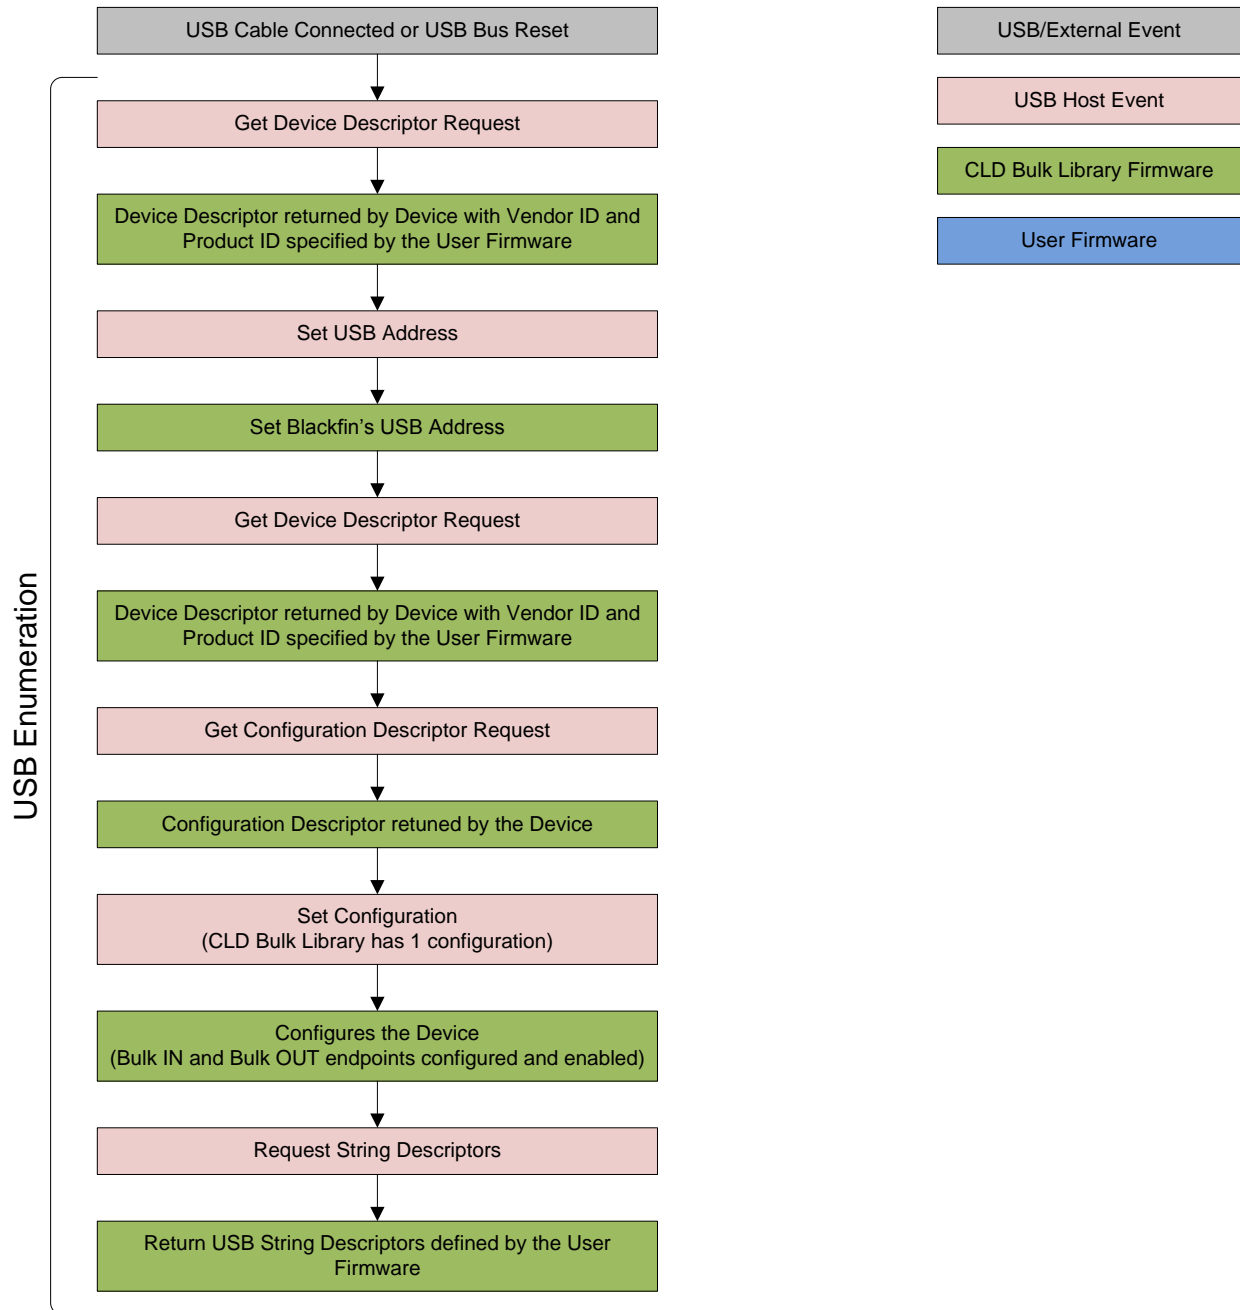 USB Cable Connected or USB Bus Reset
Get Device Descriptor Request
Device Descriptor returned by Device with Vendor ID and
Product ID specified by the User Firmware
Set USB Address
Set Blackfin's USB Address
Get Device Descriptor Request
Device Descriptor returned by Device with Vendor ID and
Product ID specified by the User Firmware
Get Configuration Descriptor Request
Configuration Descriptor retuned by the Device
Set Configuration
(CLD Bulk Library has 1 configuration)
Configures the Device
(Bulk IN and Bulk OUT endpoints configured and enabled)
Request String Descriptors
Return USB String Descriptors defined by the User
Firmware
USB Enumeration
USB/External Event
USB Host Event
CLD Bulk Library Firmware
User Firmware